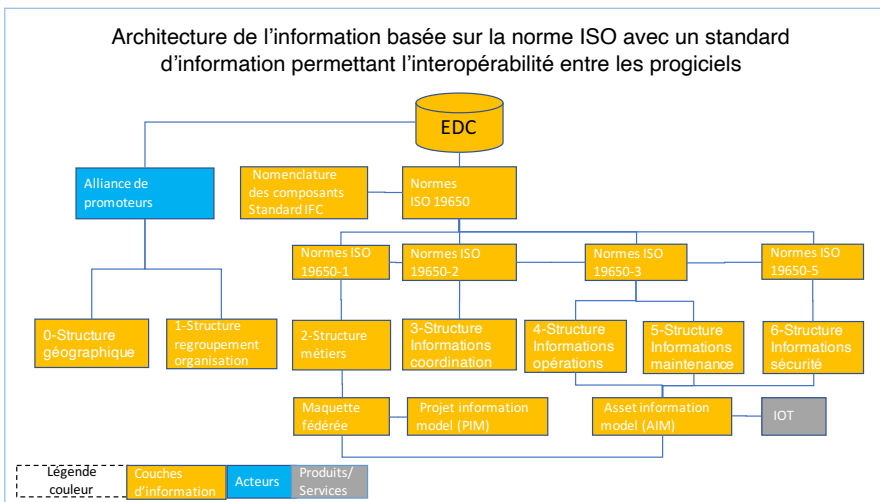 Architecture de l'information basée sur la norme ISO avec un standard
d'information permettant l'interopérabilité entre les progiciels
EDC
Alliance de
promoteurs
Nomenclature
des composants
Standard IFC
Normes
ISO 19650
Normes ISO
19650-1
Normes ISO
19650-2
Normes ISO
19650-3
Normes ISO
19650-5
0-Structure
géographique
1-Structure
regroupement
organisation
2-Structure
métiers
3-Structure
Informations
coordination
4-Structure
Informations
opérations
5-Structure
Informations
maintenance
6-Structure
Informations
sécurité
Maquette
fédérée
Projet information
model (PIM)
Asset information
model (AIM)
IOT
Légende
couleur
Couches
d'information
Acteurs
Produits/
Services